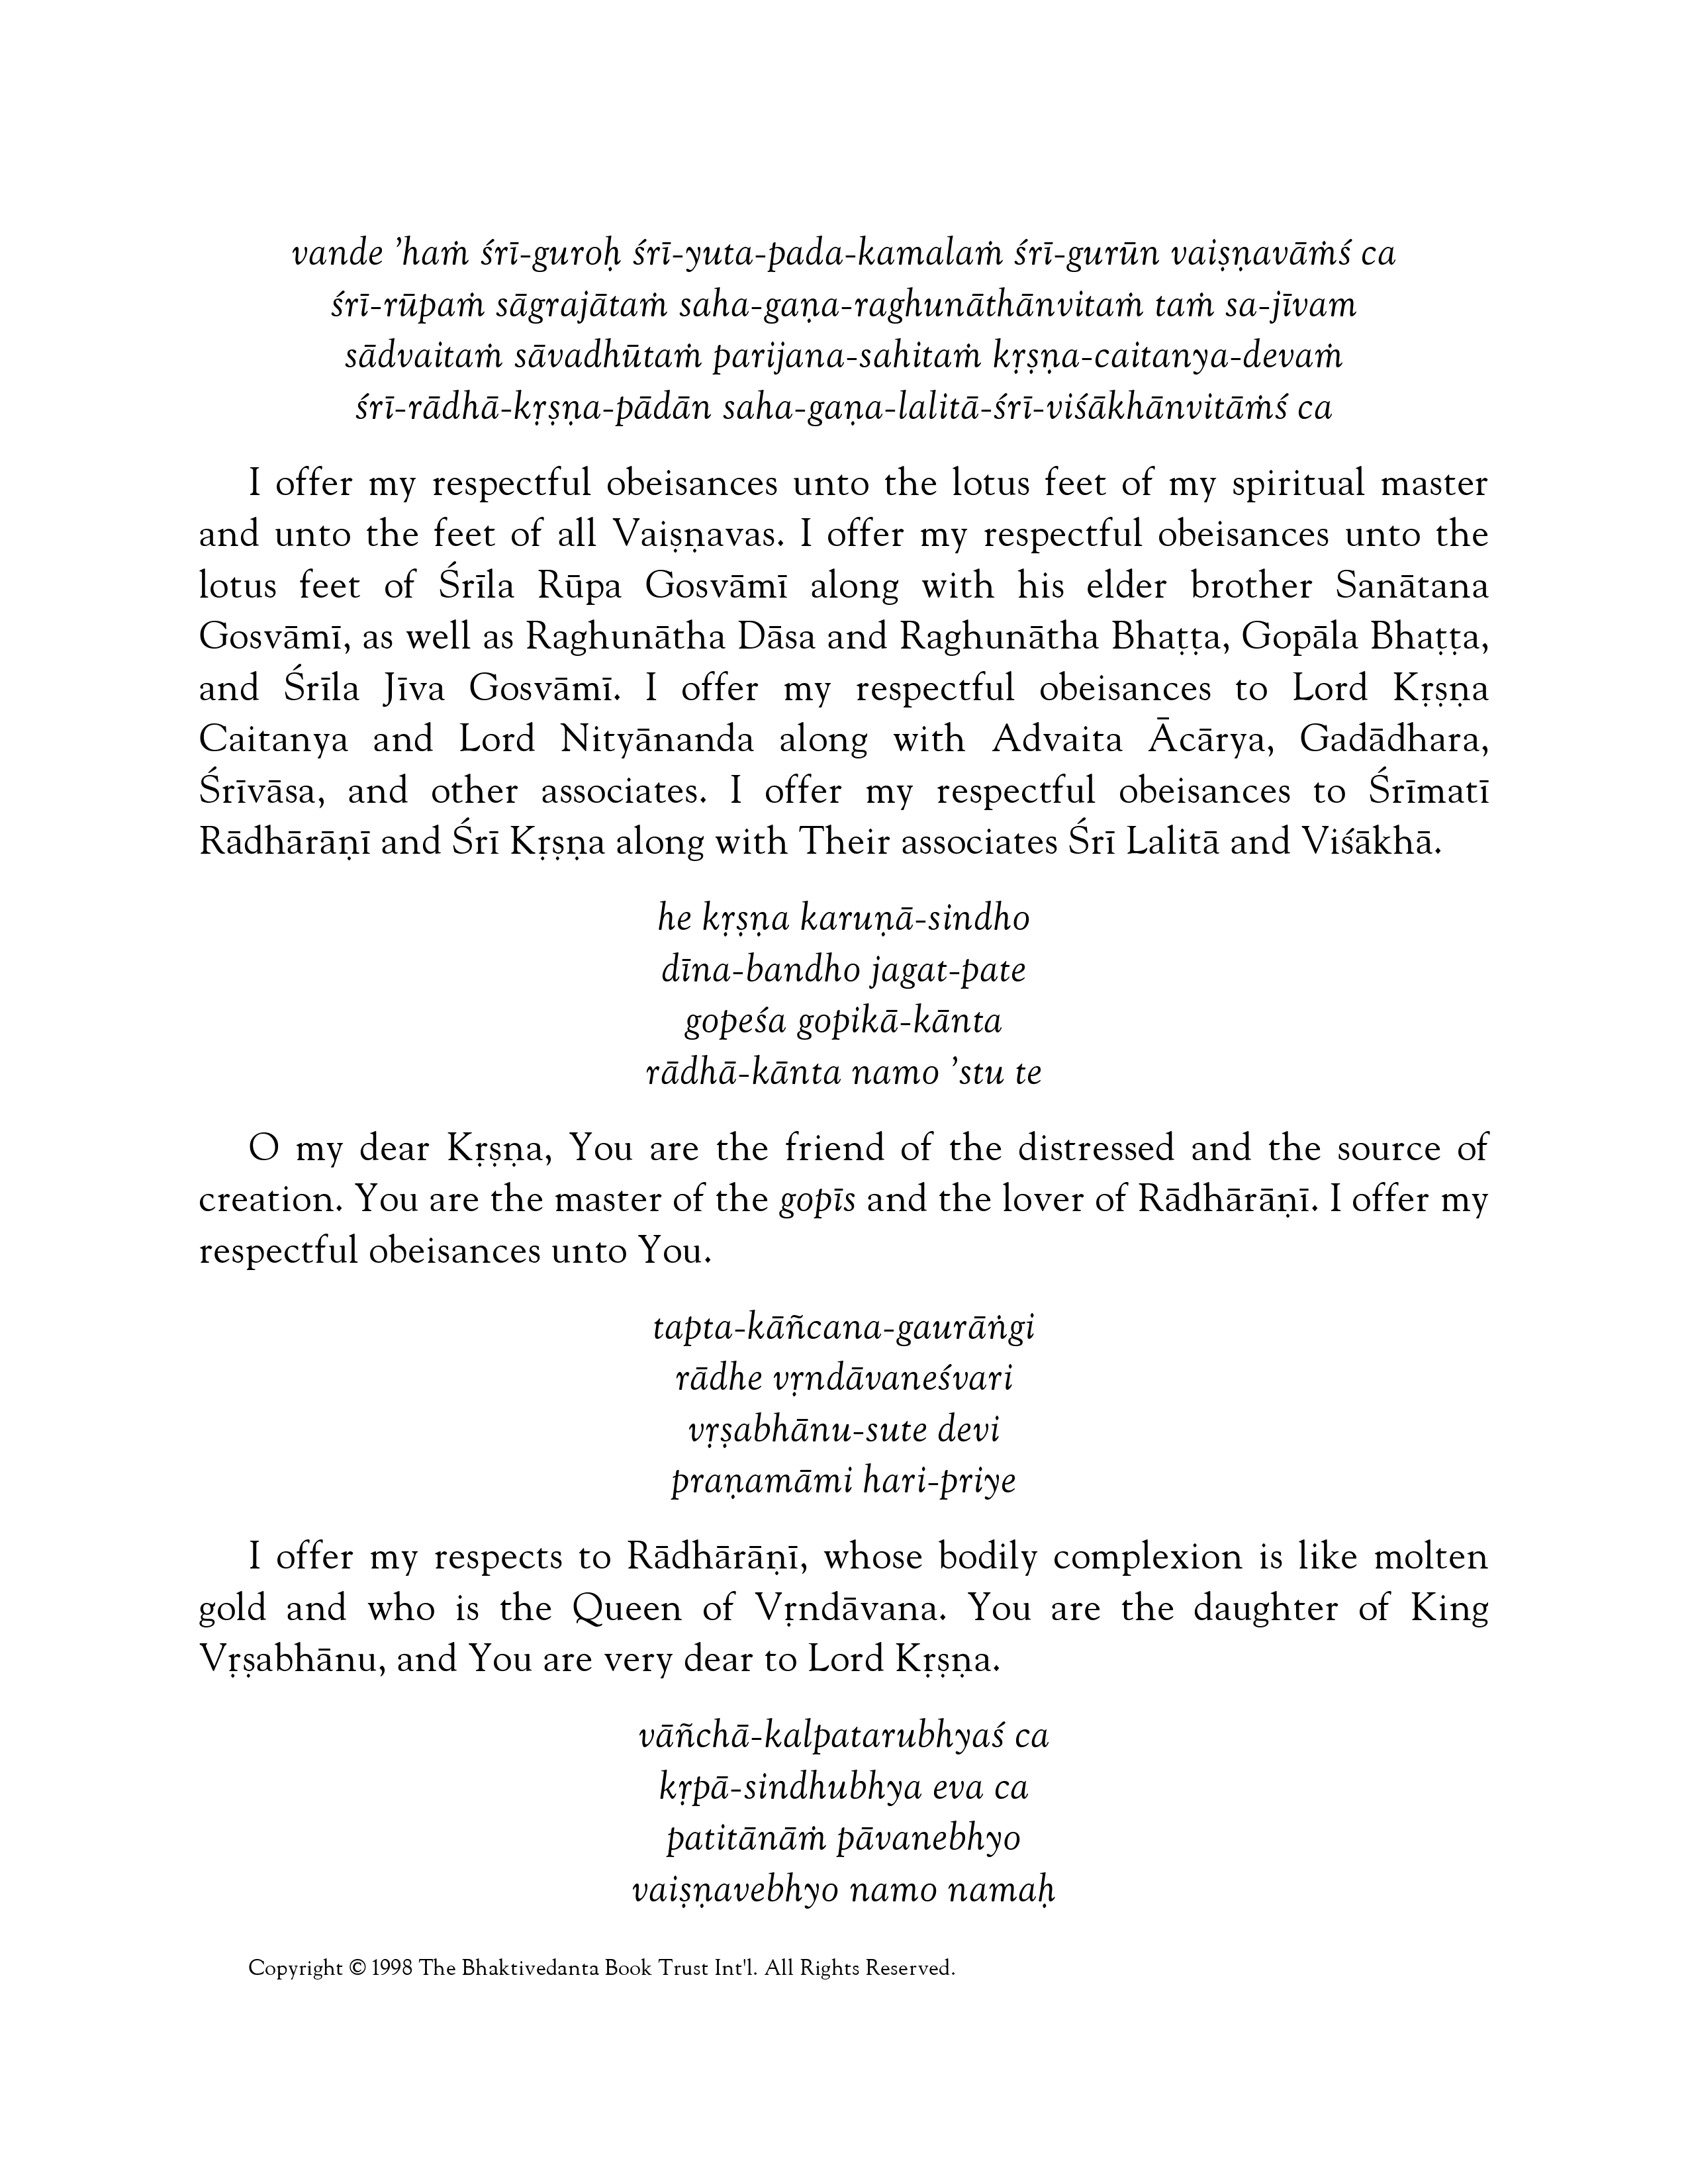 vande ’haṁ śrī-guroḥ śrī-yuta-pada-kamalaṁ śrī-gurūn vaiṣṇavāṁś ca
śrī-rūpaṁ sāgrajātaṁ saha-gaṇa-raghunāthānvitaṁ taṁ sa-jīvam
sādvaitaṁ sāvadhūtaṁ parijana-sahitaṁ kṛṣṇa-caitanya-devaṁ
śrī-rādhā-kṛṣṇa-pādān saha-gaṇa-lalitā-śrī-viśākhānvitāṁś ca
I offer my respectful obeisances unto the lotus feet of my spiritual master
and unto the feet of all Vaiṣṇavas. I offer my respectful obeisances unto the
lotus feet of Śrīla Rūpa Gosvāmī along with his elder brother Sanātana
Gosvāmī, as well as Raghunātha Dāsa and Raghunātha Bhaṭṭa, Gopāla Bhaṭṭa,
and Śrīla Jīva Gosvāmī. I offer my respectful obeisances to Lord Kṛṣṇa
Caitanya and Lord Nityānanda along with Advaita Ācārya, Gadādhara,
Śrīvāsa, and other associates. I offer my respectful obeisances to Śrīmatī
Rādhārāṇī and Śrī Kṛṣṇa along with Their associates Śrī Lalitā and Viśākhā.
he kṛṣṇa karuṇā-sindho
dīna-bandho jagat-pate
gopeśa gopikā-kānta
rādhā-kānta namo ’stu te
O my dear Kṛṣṇa, You are the friend of the distressed and the source of
creation. You are the master of the gopīs and the lover of Rādhārāṇī. I offer my
respectful obeisances unto You.
tapta-kāñcana-gaurāṅgi
rādhe vṛndāvaneśvari
vṛṣabhānu-sute devi
praṇamāmi hari-priye
I offer my respects to Rādhārāṇī, whose bodily complexion is like molten
gold and who is the Queen of Vṛndāvana. You are the daughter of King
Vṛṣabhānu, and You are very dear to Lord Kṛṣṇa.
vāñchā-kalpatarubhyaś ca
kṛpā-sindhubhya eva ca
patitānāṁ pāvanebhyo
vaiṣṇavebhyo namo namaḥ
Copyright © 1998 The Bhaktivedanta Book Trust Int'l. All Rights Reserved.